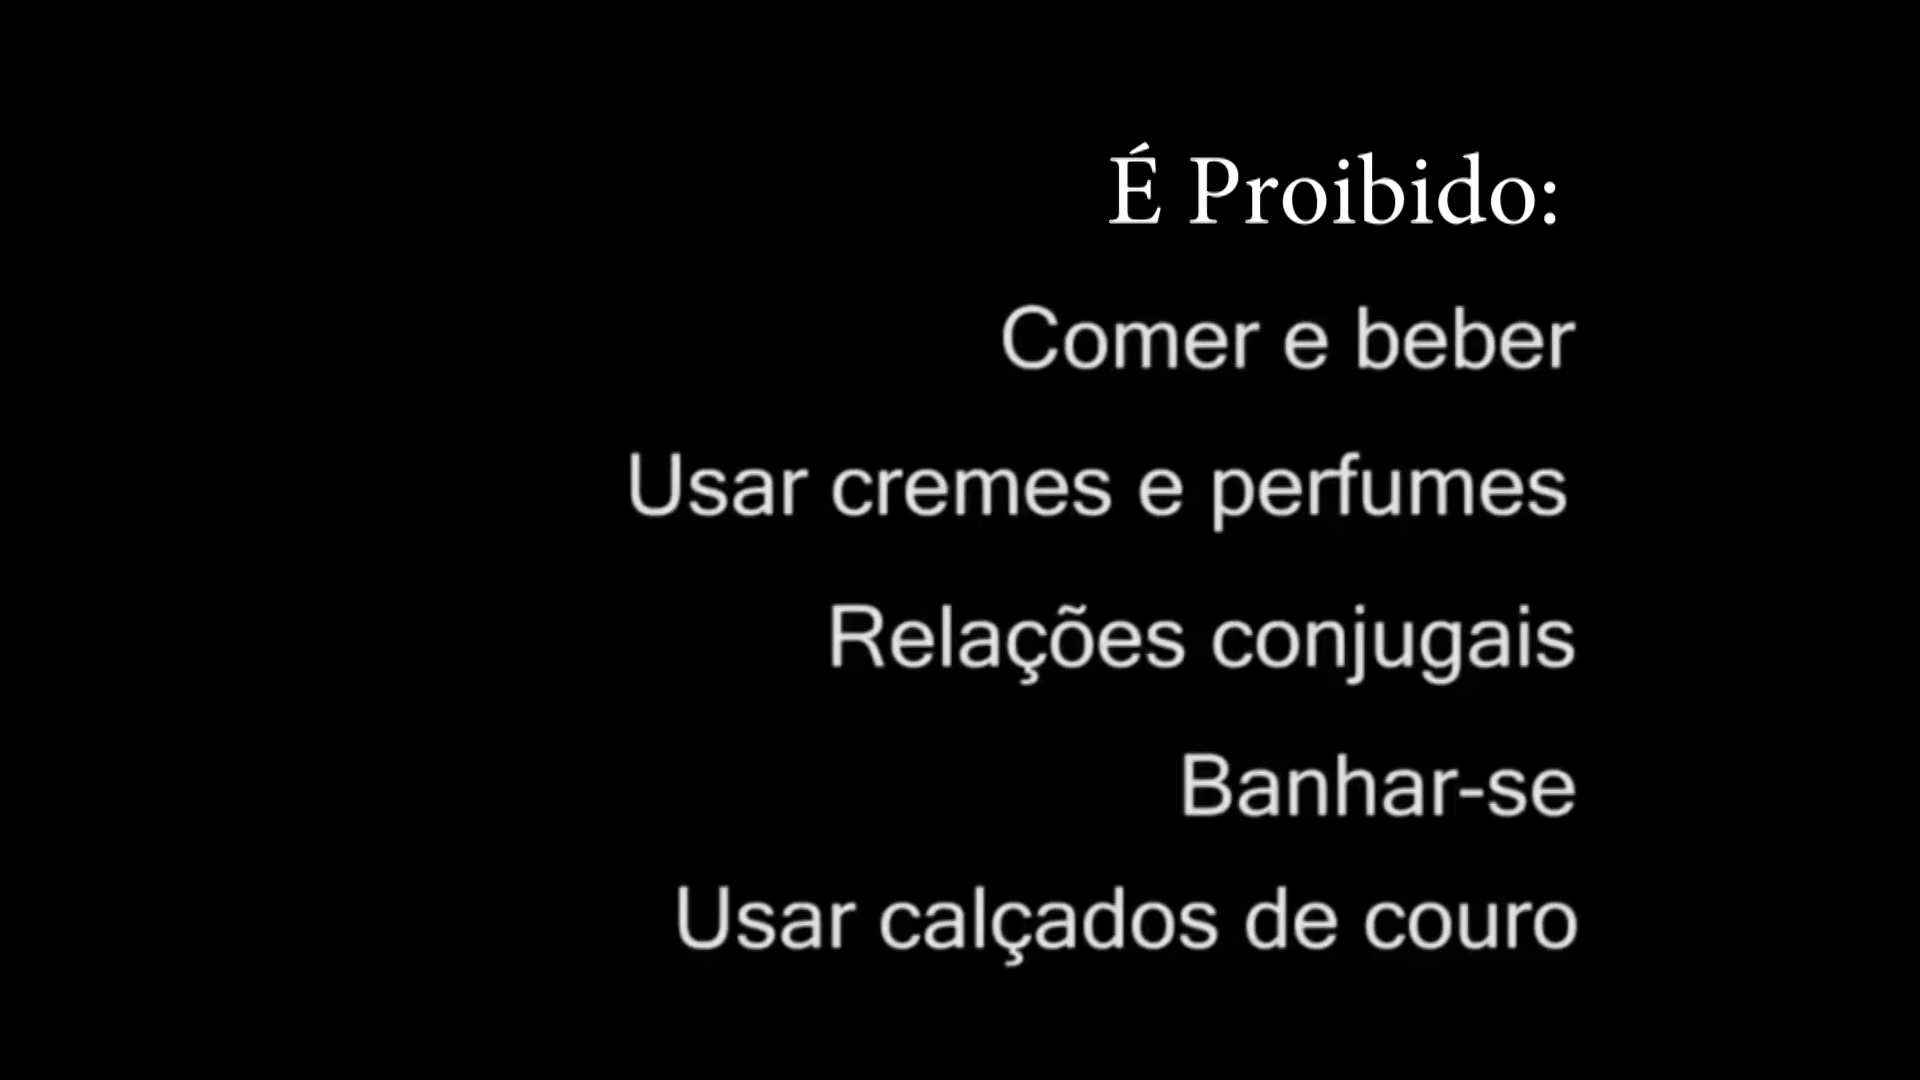 É Proibido:
Comer e beber
Usar cremes e perfumes
Relações conjugais
Banhar-se
Usar calçados de couro